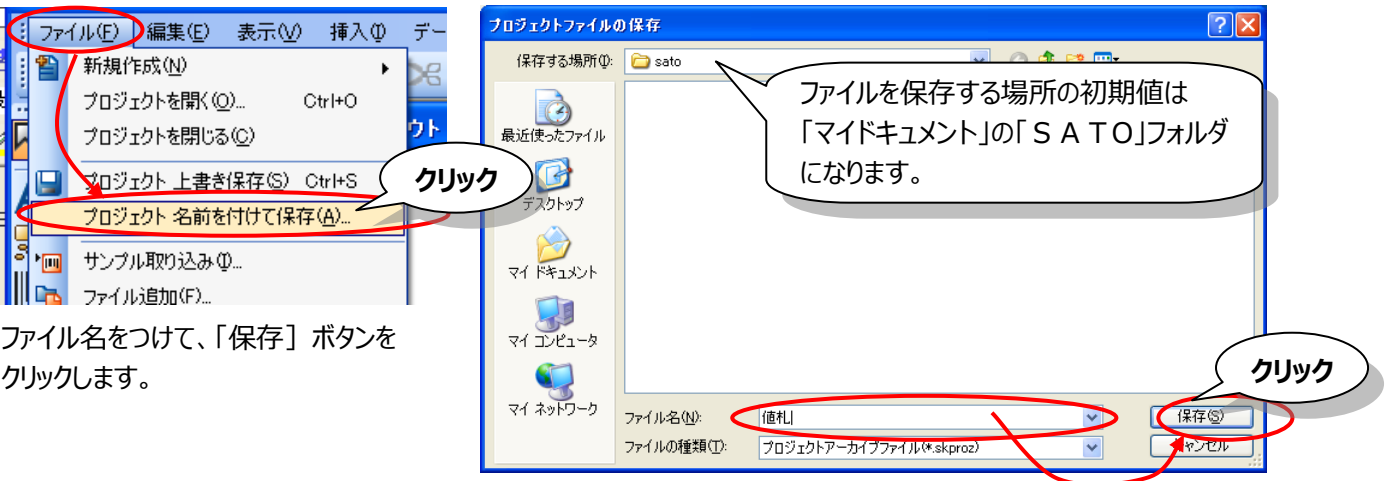 ファイル(F) 編集(E) 表示(V) 挿入(I) デー
新規作成(N)
プロジェクトを開く(O)... Ctrl+O
プロジェクトを閉じる(C)
プロジェクト 上書き保存(S) Ctrl+S
プロジェクト 名前を付けて保存(A)...
サンプル取り込み(I)...
ファイル追加(F)...
ウト
クリック
ファイル名をつけて、「保存］ ボタンを
クリックします。
プロジェクトファイルの保存
保存する場所(I): sato
ファイルを保存する場所の初期値は
「マイドキュメント」の「ＳＡＴＯ」フォルダ
になります。
最近使ったファイル
デスクトップ
マイ ドキュメント
マイ コンピュータ
マイ ネットワーク
クリック
ファイル名(N): 値札 保存(S)
ファイルの種類(T): プロジェクトアーカイブファイル(*.skproz) キャンセル